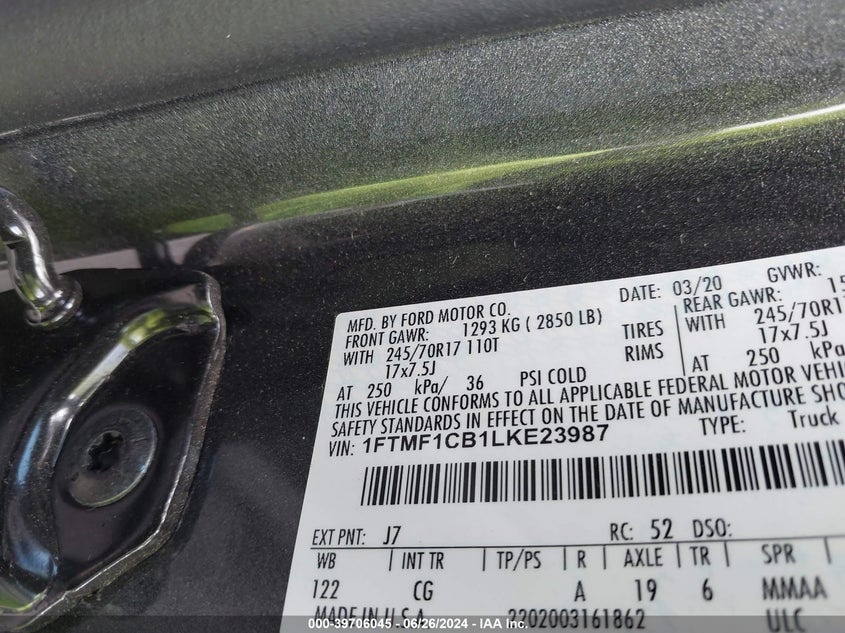 MFD. BY FORD MOTOR CO.
DATE: 03/20
GVWR:
FRONT GAWR: 1293 KG ( 2850 LB)
REAR GAWR:
WITH 245/70R17 110T TIRES
WITH
17x7.5J RIMS
17x7.5J
AT 250 kPa/ 36 PSI COLD
AT 250
THIS VEHICLE CONFORMS TO ALL APPLICABLE FEDERAL MOTOR
SAFETY STANDARDS IN EFFECT ON THE DATE OF MANUFACTURE
VIN: 1FTMF1CB1LKE23987
TYPE: Truck
EXT PNT: J7 RC: 52 DSO:
WB INT TR TP/PS R AXLE TR SPR
122 CG A 19 6 MMAA
MADE IN U.S.A. 2202003161862 ULC
000-39706045 - 06/26/2024 - IAA Inc.